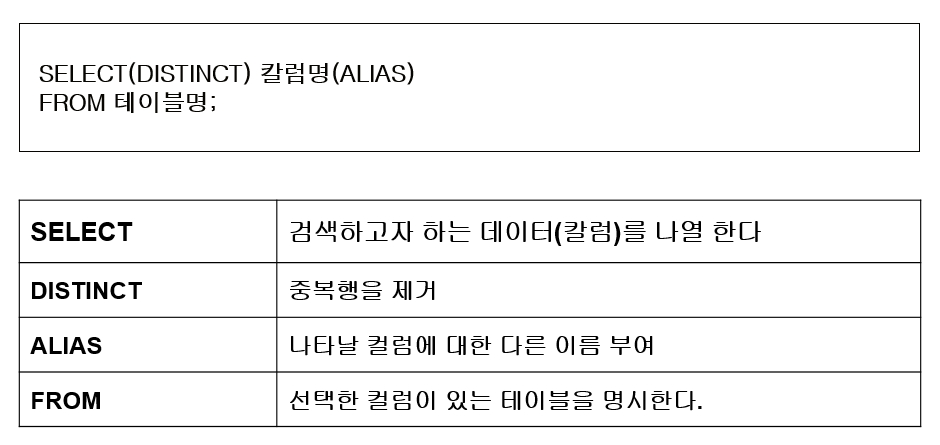 SELECT(DISTINCT) 칼럼명(ALIAS)
FROM 테이블명;
SELECT 검색하고자 하는 데이터(칼럼)를 나열 한다
DISTINCT 중복행을 제거
ALIAS 나타날 컬럼에 대한 다른 이름 부여
FROM 선택한 컬럼이 있는 테이블을 명시한다.